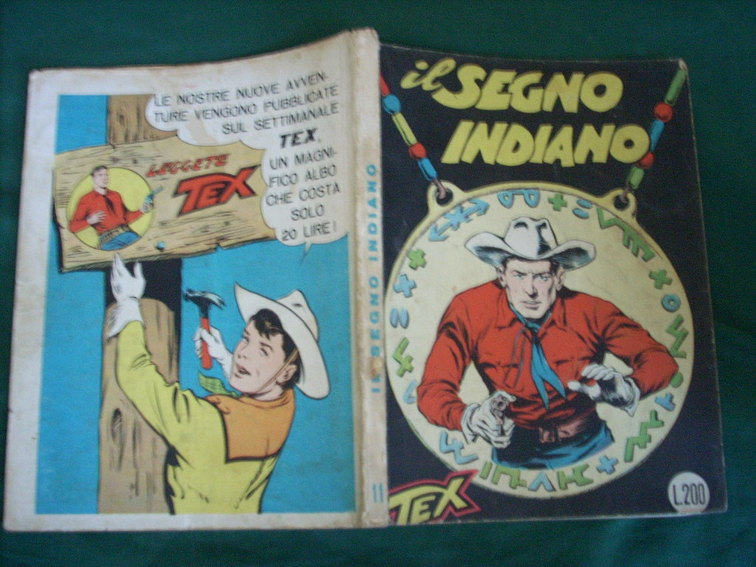 LE NOSTRE NUOVE AVVEN-
TURE VENGONO PUBBLICATE
SUL SETTIMANALE
TEX,
UN MAGNI-
FICO ALBO
CHE COSTA
SOLO
20 LIRE!
LEGGETE
TEX
IL SEGNO INDIANO
11
il SEGNO
INDIANO
TEX
L.200